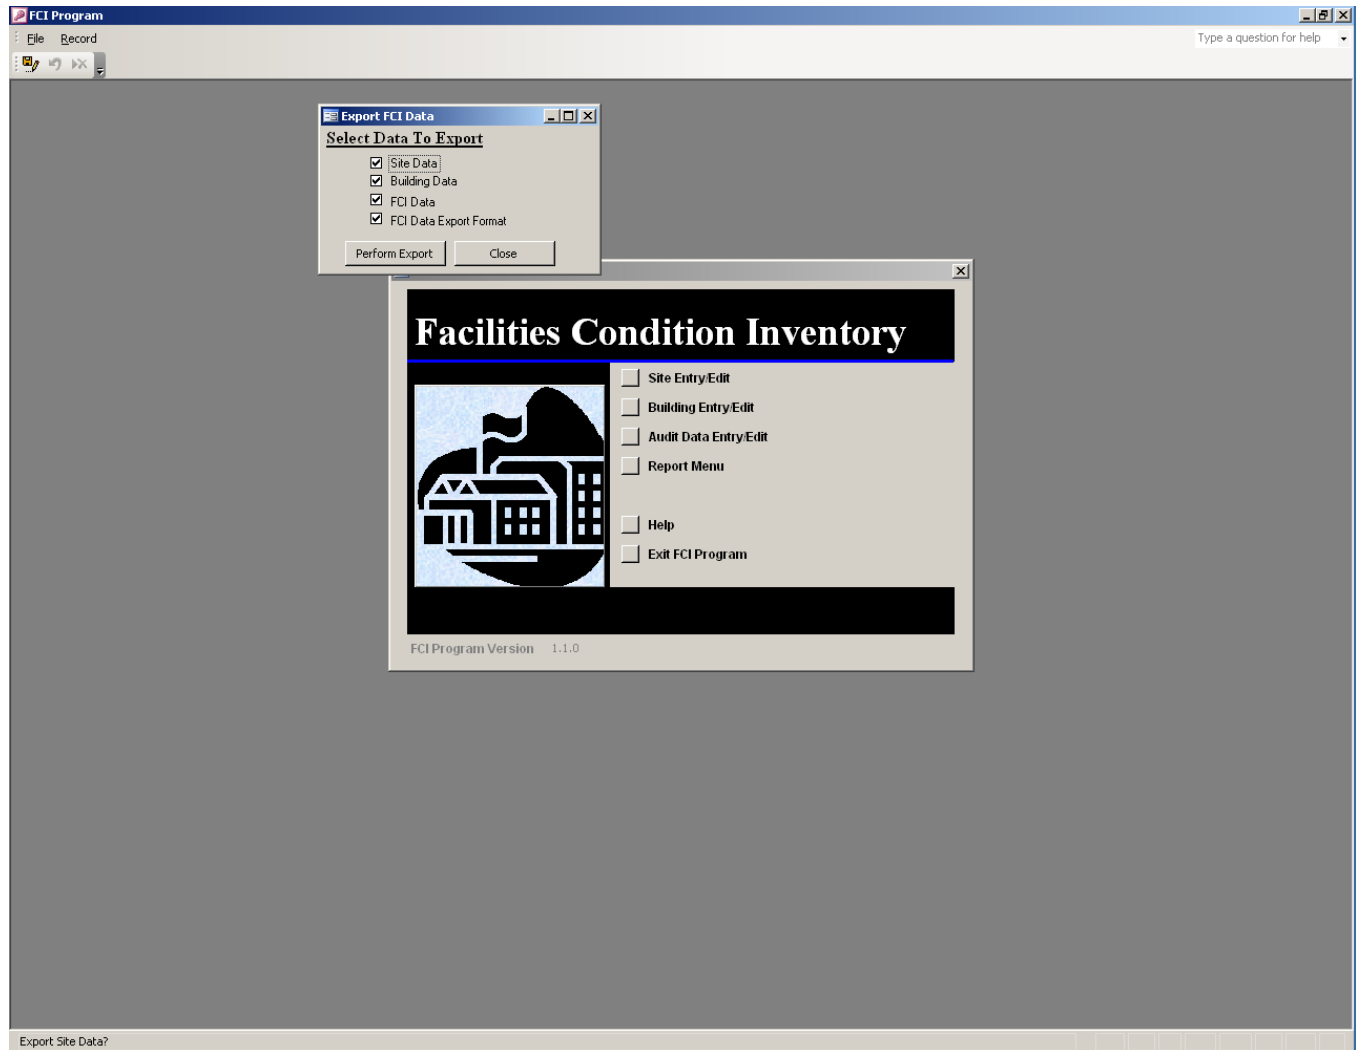 FCI Program
File Record
Type a question for help
Export FCI Data
Select Data To Export
Site Data
Building Data
FCI Data
FCI Data Export Format
Perform Export Close
Facilities Condition Inventory
Site Entry/Edit
Building Entry/Edit
Audit Data Entry/Edit
Report Menu
Help
Exit FCI Program
FCI Program Version 1.1.0
Export Site Data?